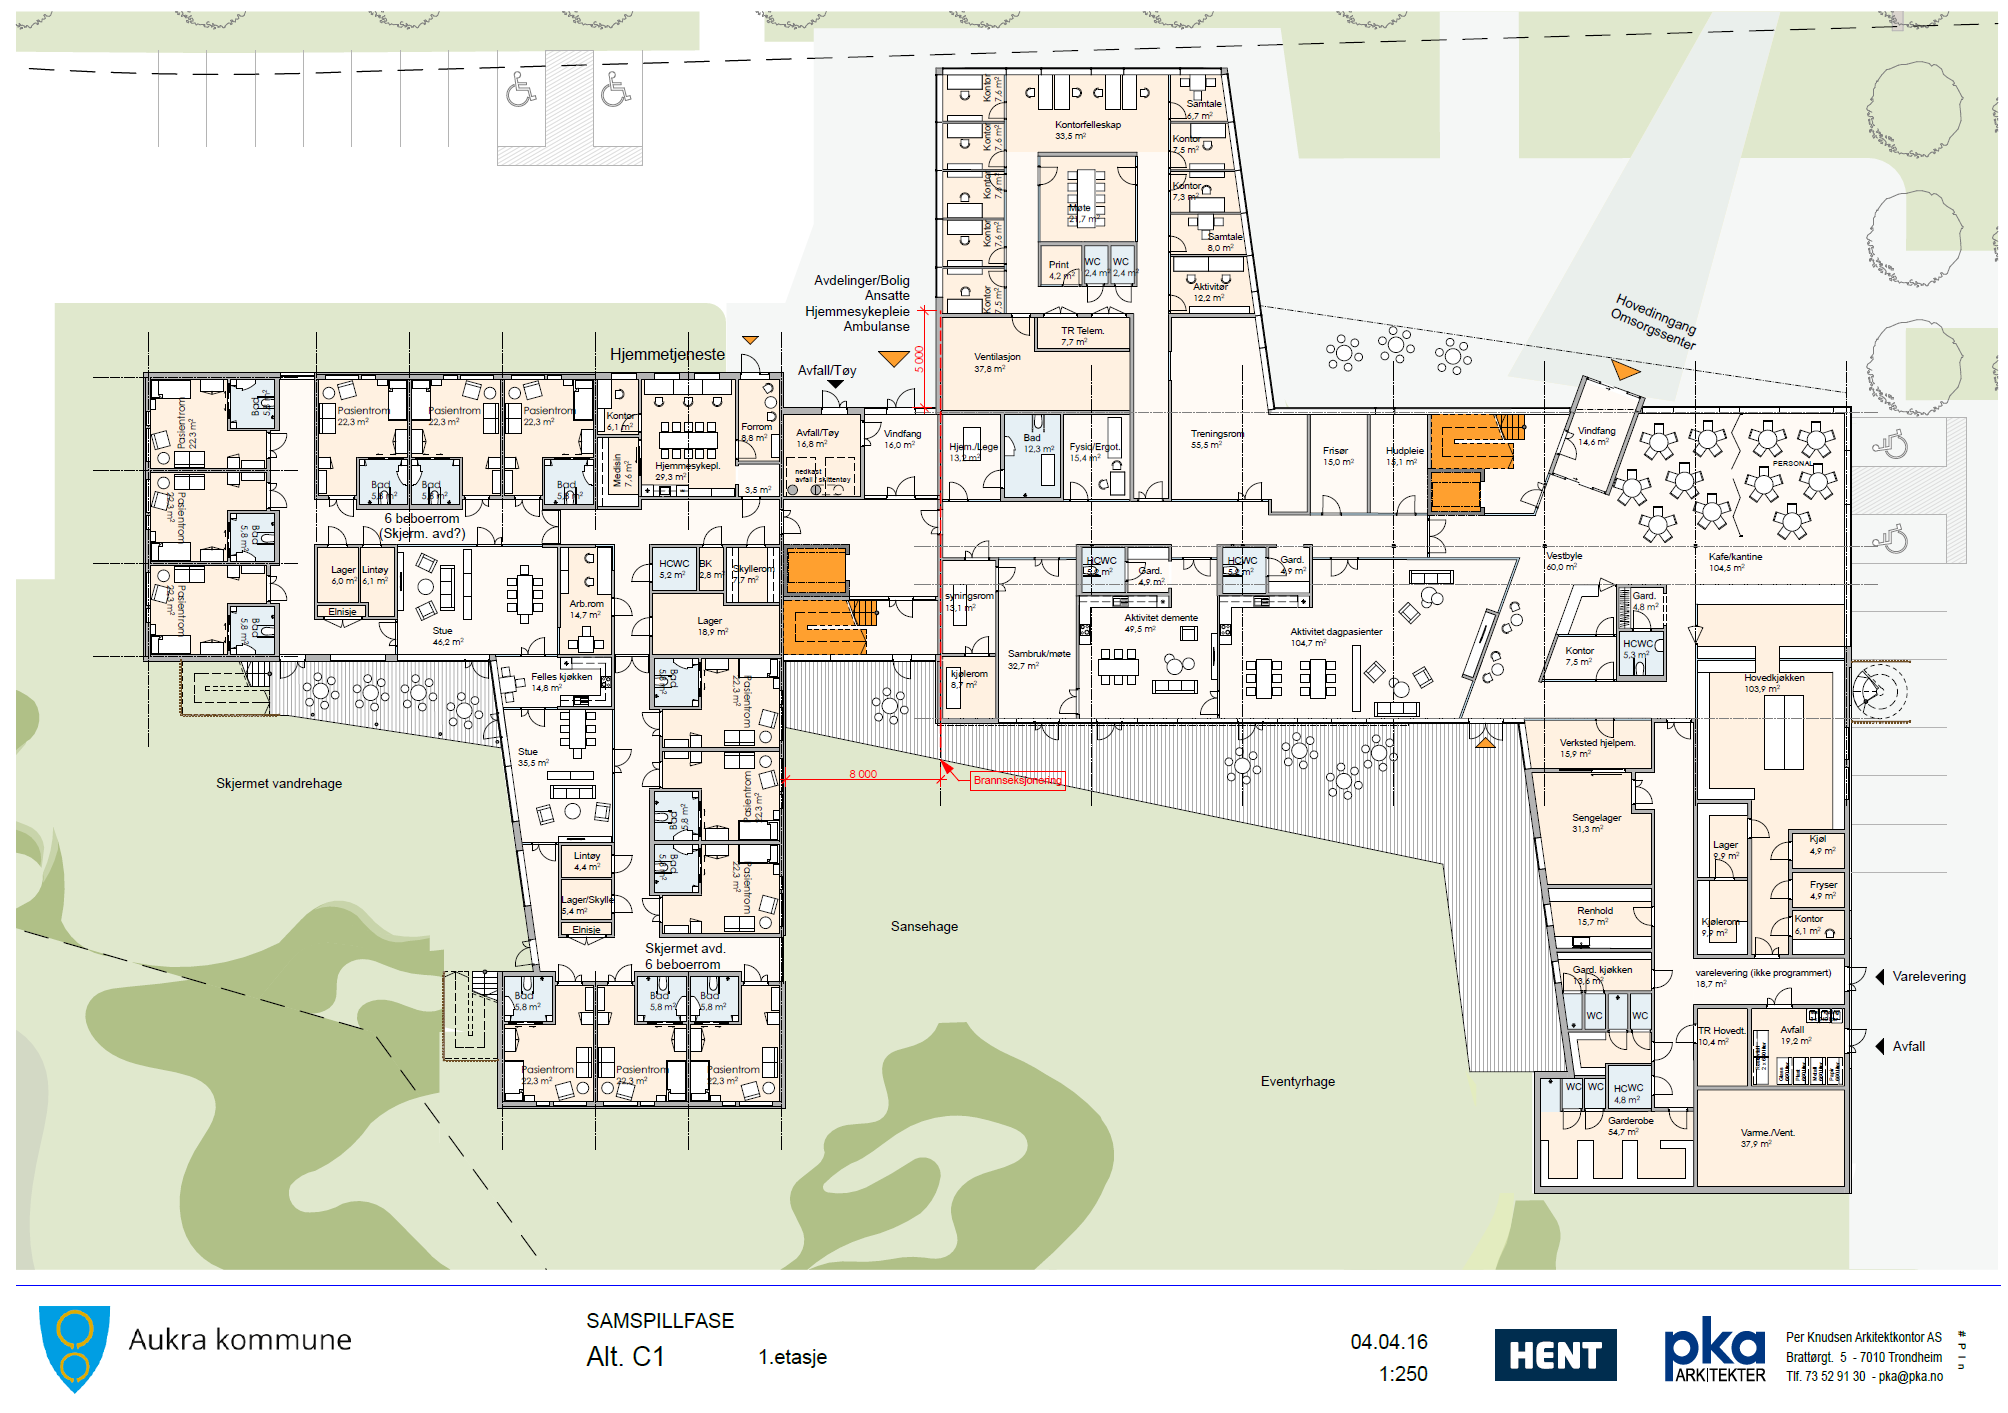 Kontor
7,6 m²
Kontor
7,6 m²
Kontor
7,6 m²
Kontor
7,6 m²
Kontor
7,5 m²
Kontorfelleskap
33,5 m²
Samtale
6,7 m²
Kontor
7,5 m²
Kontor
7,3 m²
Samtale
8,0 m²
Aktivitør
12,2 m²
Møte
21,7 m²
Print
4,2 m²
WC
2,4 m²
WC
2,4 m²
TR Telem.
7,7 m²
Ventilasjon
37,8 m²
Avdelinger/Bolig
Ansatte
Hjemmesykepleie
Ambulanse
5 000
Hovedinngang
Omsorgssenter
Hjemmetjeneste
Avfall/Tøy
Pasientrom
22,3 m²
Bad
5,8 m²
Pasientrom
22,3 m²
Pasientrom
22,3 m²
Pasientrom
22,3 m²
Bad
5,8 m²
Bad
5,8 m²
Bad
5,8 m²
Kontor
6,1 m²
Medisin
7,6 m²
Hjemmesykepl.
29,3 m²
Forrom
8,8 m²
3,5 m²
Avfall/Tøy
16,8 m²
nedkast
avfall
skittentøy
Vindfang
16,0 m²
Hjem./Lege
13,2 m²
Bad
12,3 m²
Fysio/Ergot.
15,4 m²
Treningsrom
55,5 m²
Frisør
15,0 m²
Hudpleie
15,1 m²
Vindfang
14,6 m²
PERSONAL
Pasientrom
22,3 m²
Bad
5,8 m²
6 beboerrom
(Skjerm. avd?)
Pasientrom
22,3 m²
Bad
5,8 m²
Lager
6,0 m²
Lintøy
6,1 m²
Elnisje
Stue
46,2 m²
Arb.rom
14,7 m²
HCWC
5,2 m²
BK
2,8 m²
Skyllerom
7,7 m²
Lager
18,9 m²
syningsrom
13,1 m²
kjølerom
8,7 m²
Sambruk/møte
32,7 m²
HCWC
Gard.
4,9 m²
Aktivitet demente
49,5 m²
HCWC
Gard.
4,9 m²
Aktivitet dagpasienter
104,7 m²
Vestbyle
60,0 m²
Kafe/kantine
104,5 m²
Gard.
4,8 m²
Kontor
7,5 m²
HCWC
5,3 m²
Hovedkjøkken
103,9 m²
Felles kjøkken
14,8 m²
Stue
35,5 m²
Bad
Pasientrom
22,3 m²
Pasientrom
22,3 m²
Bad
5,8 m²
Bad
5,8 m²
Pasientrom
22,3 m²
8 000
Brannseksjonering
Skjermet vandrehage
Lintøy
4,4 m²
Lager/Skylle
5,4 m²
Elnisje
Skjermet avd.
6 beboerrom
Bad
5,8 m²
Bad
5,8 m²
Bad
5,8 m²
Pasientrom
22,3 m²
Pasientrom
22,3 m²
Pasientrom
22,3 m²
Sansehage
Eventyrhage
Verksted hjelpem.
15,9 m²
Sengelager
31,3 m²
Lager
9,9 m²
Kjøl
4,9 m²
Fryser
4,9 m²
Kontor
6,1 m²
Kjølerom
9,9 m²
Renhold
15,7 m²
Gard. kjøkken
13,6 m²
varelevering (ikke programmert)
18,7 m²
Varelevering
WC
WC
TR Hovedt.
10,4 m²
Avfall
19,2 m²
Avfall
WC
WC
HCWC
4,8 m²
Garderobe
54,7 m²
Varme./Vent.
37,9 m²
Aukra kommune
SAMSPILLFASE
Alt. C1
1.etasje
04.04.16
1:250
HENT
pka
ARKITEKTER
Per Knudsen Arkitektkontor AS
Brattørgt. 5 - 7010 Trondheim
Tlf. 73 52 91 30 - pka@pka.no
# P l n